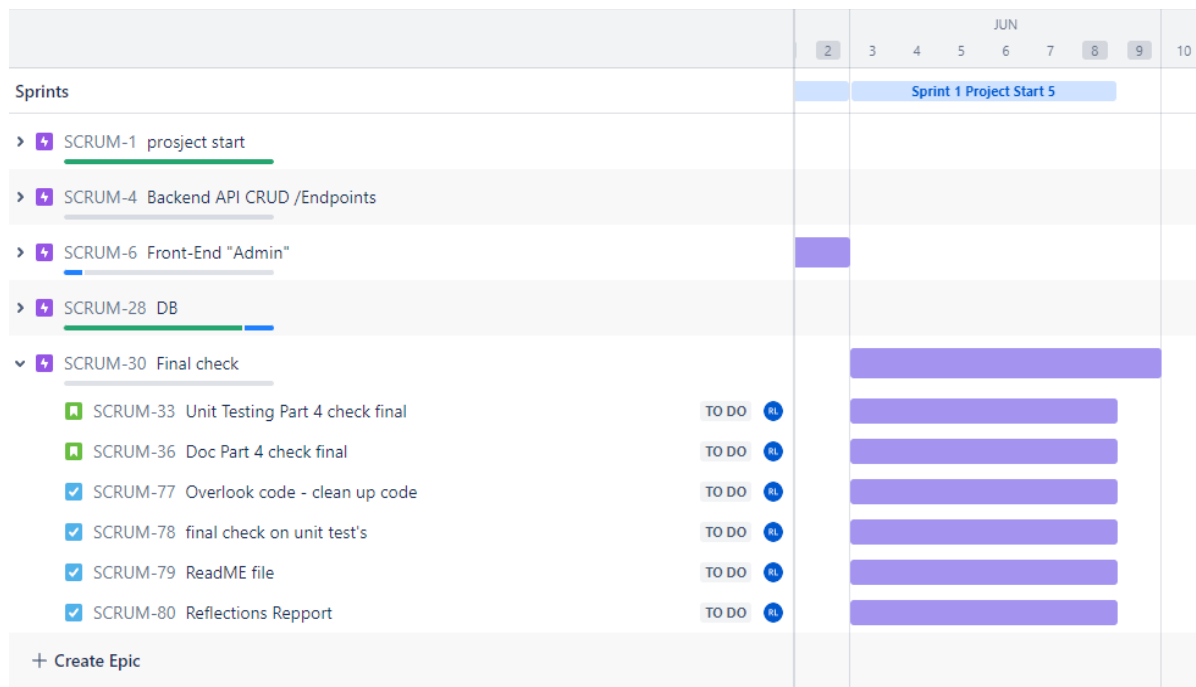 JUN
2 3 4 5 6 7 8 9 10
Sprints
Sprint 1 Project Start 5
SCRUM-1 prosject start
SCRUM-4 Backend API CRUD /Endpoints
SCRUM-6 Front-End "Admin"
SCRUM-28 DB
SCRUM-30 Final check
SCRUM-33 Unit Testing Part 4 check final TO DO RL
SCRUM-36 Doc Part 4 check final TO DO RL
SCRUM-77 Overlook code - clean up code TO DO RL
SCRUM-78 final check on unit test's TO DO RL
SCRUM-79 ReadME file TO DO RL
SCRUM-80 Reflections Repport TO DO RL
+ Create Epic